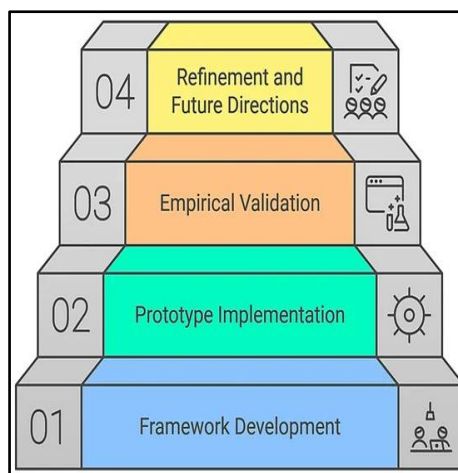 04
Refinement and
Future Directions
03
Empirical Validation
02
Prototype Implementation
01
Framework Development